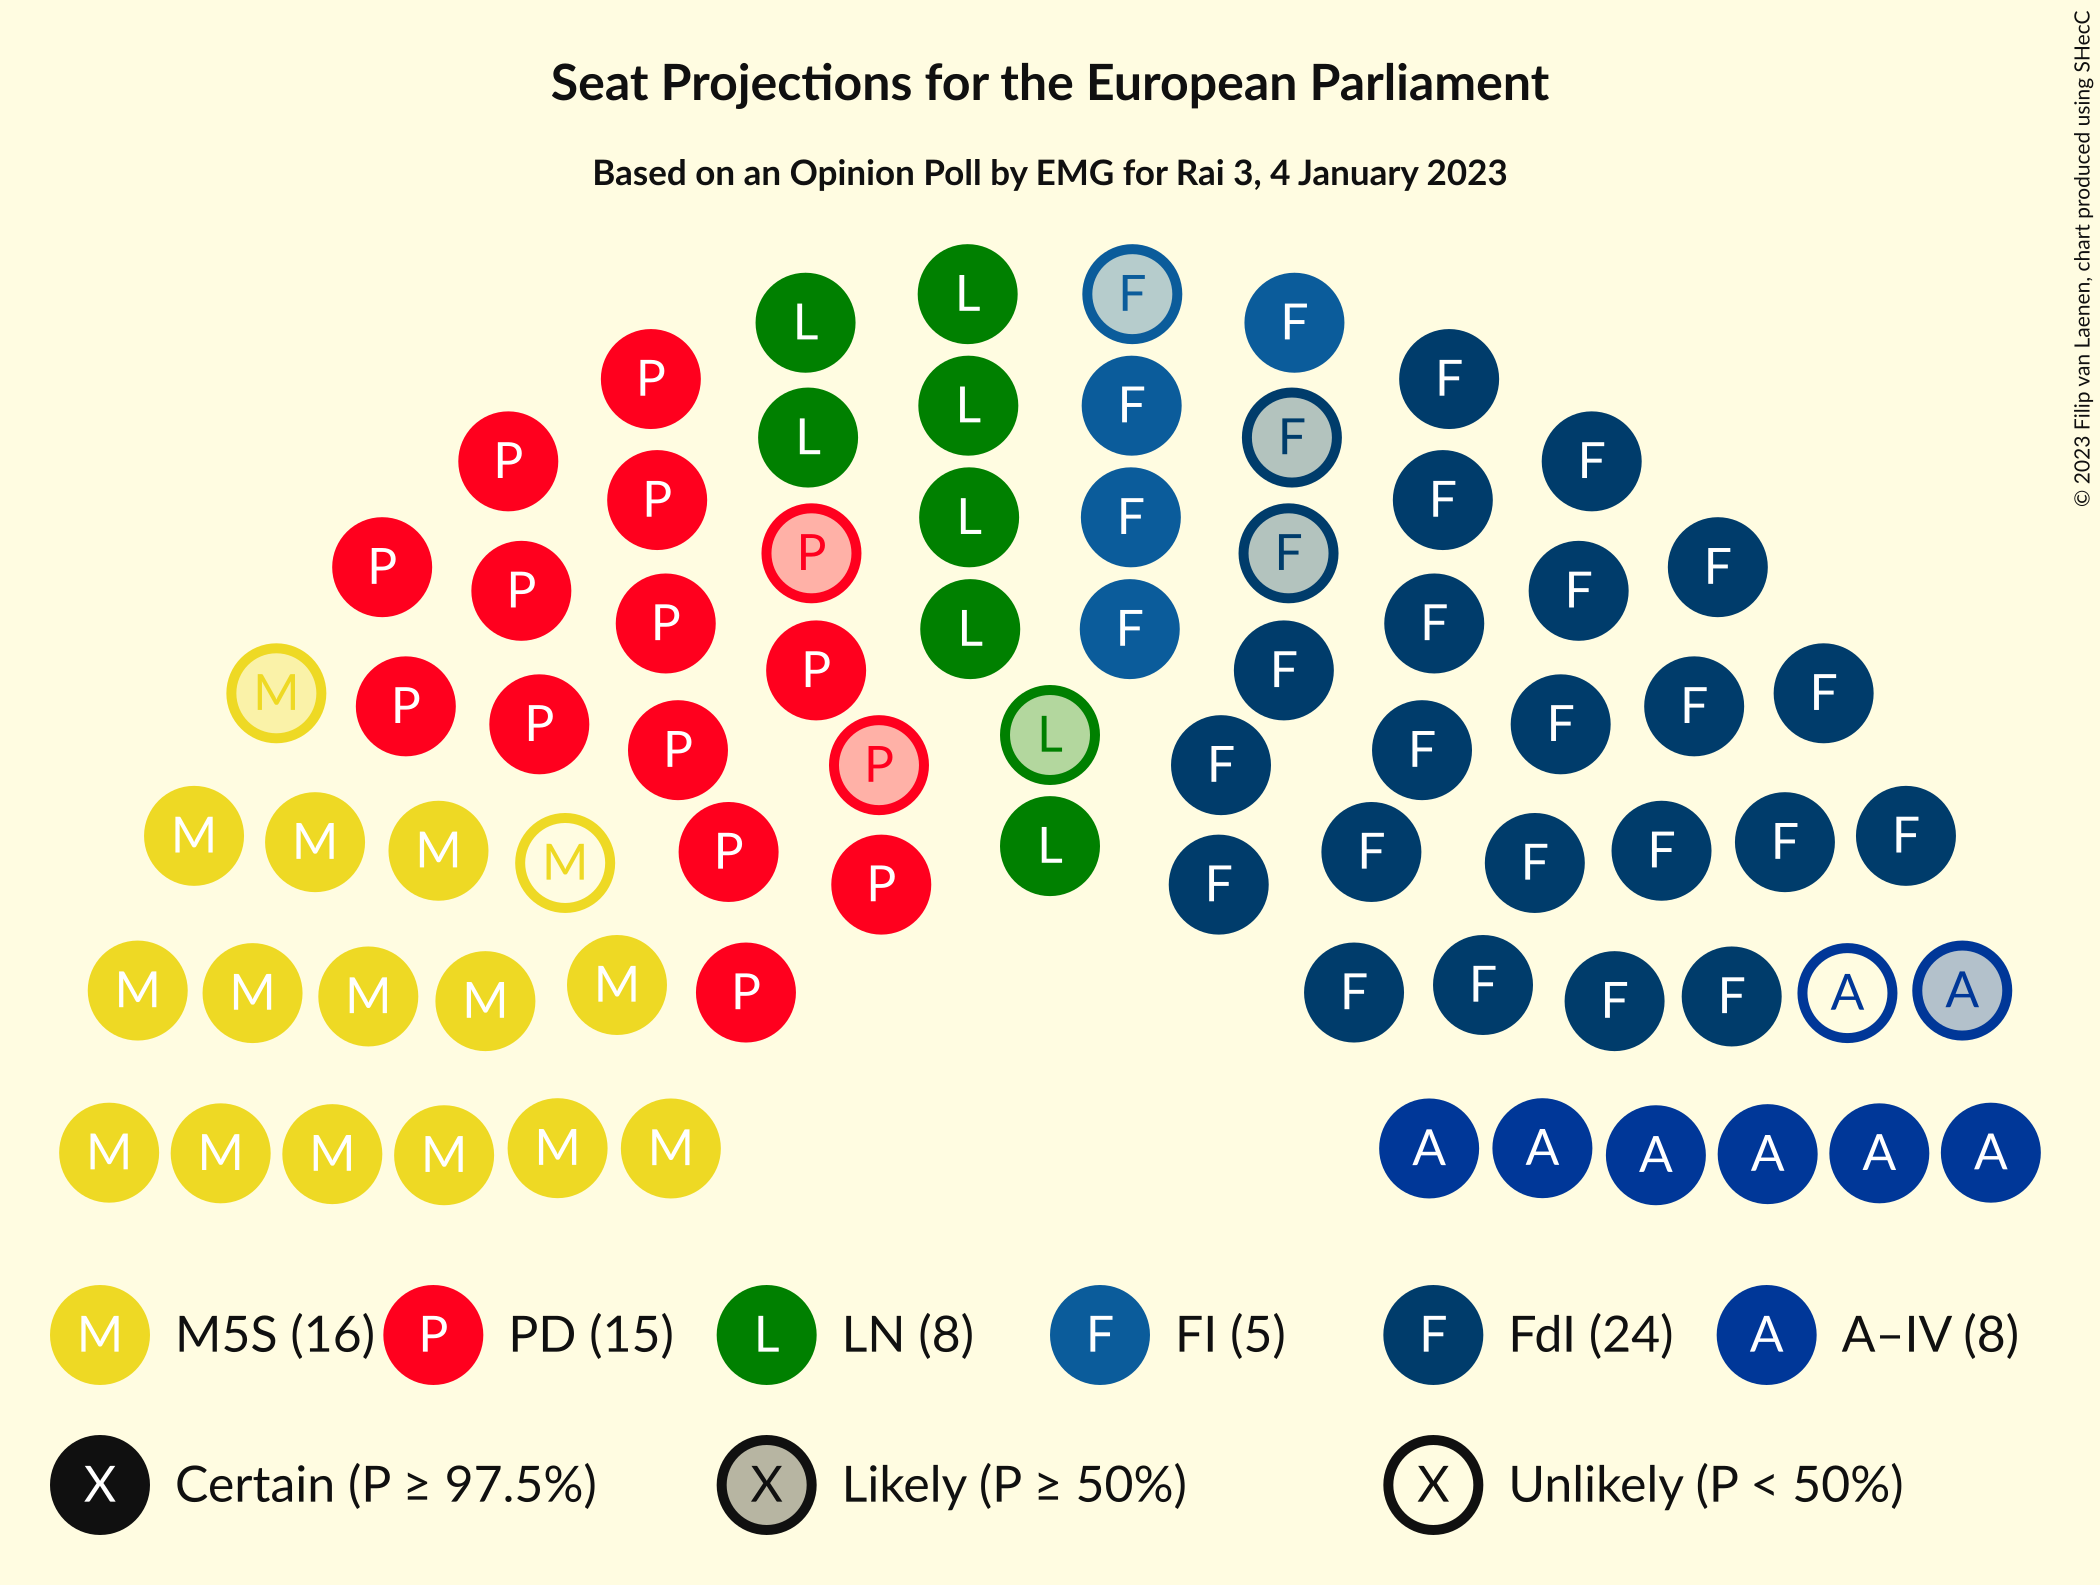 Seat Projections for the European Parliament
Based on an Opinion Poll by EMG for Rai 3, 4 January 2023
© 2023 Filip van Laenen, chart produced using SHecC
L L F F
P L L F F F
P P L F F
P P P L F F F F
P P P L F F F F
M P P P P L F F F F F F
M M M M P P L F F F F F F
M M M M M P F F F F A A
M M M M M M A A A A A A
M M5S (16) P PD (15) L LN (8) F FI (5) F FdI (24) A A–IV (8)
X Certain (P ≥ 97.5%) X Likely (P ≥ 50%) X Unlikely (P < 50%)